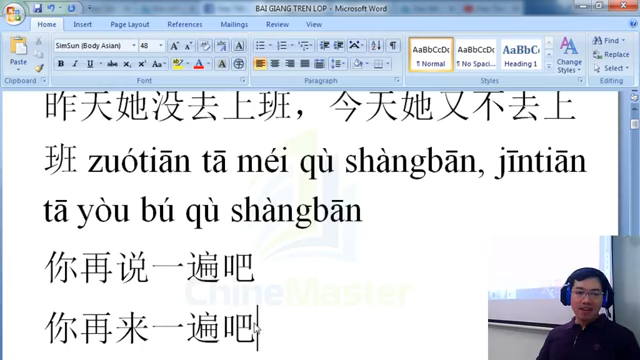 BAI GIANG TREN LOP - Microsoft Word
Home Insert Page Layout References Mailings Review View
Paste
SimSun (Body Asian) 48
AaBbCcDc AaBbCcDc AaBbC
¶ Normal ¶ No Spaci... Heading 1
Change Styles
Find
Replace
Select
Clipboard Font Paragraph Styles Editing
昨天她没去上班，今天她又不去上
班 zuótiān tā méi qù shàngbān, jīntiān
tā yòu bú qù shàngbān
你再说一遍吧
你再来一遍吧
ChineMaster